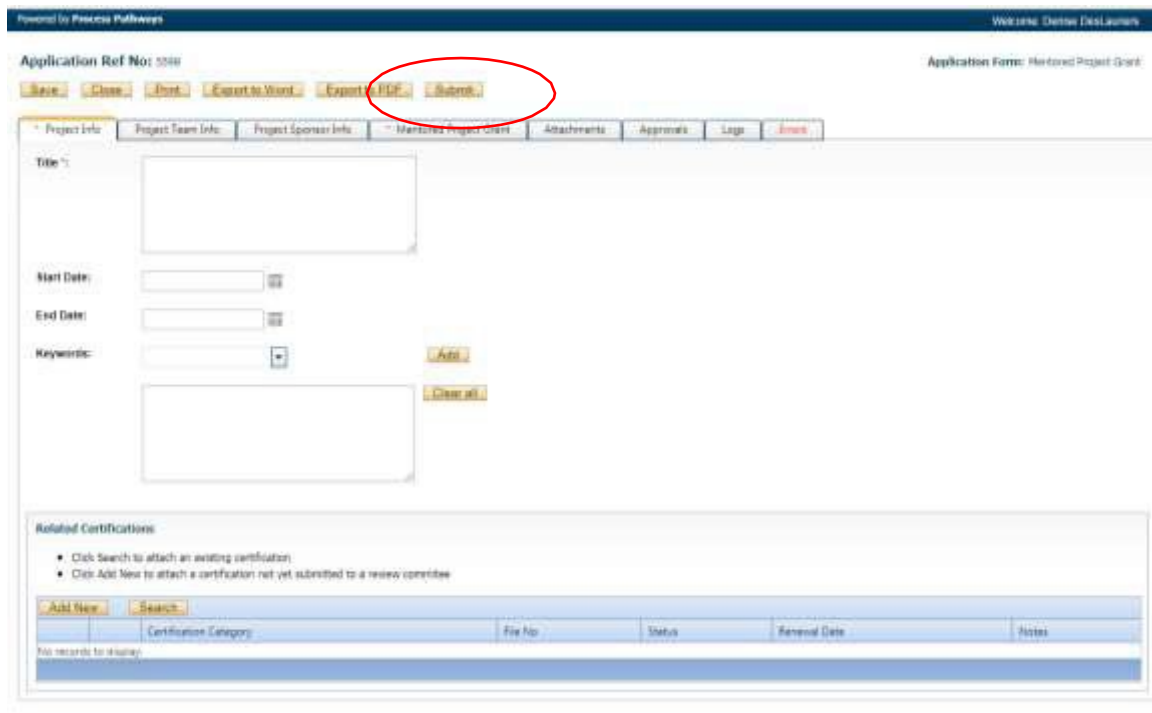 Powered by Process Pathways
Welcome: Denise DesLauriers
Application Ref No:
Application Form: Mentored Project Grant
Save Close Print Export to Word Export to PDF Submit
* Project Info Project Team Info Project Sponsor Info * Mentored Project Grant Attachments Approvals Logs Errors
Title *:
Start Date:
End Date:
Keywords:
Add
Clear all
Related Certifications
• Click Search to attach an existing certification
• Click Add New to attach a certification not yet submitted to a review committee
Add New Search
Certification Category File No Status Renewal Date Notes
No records to display.